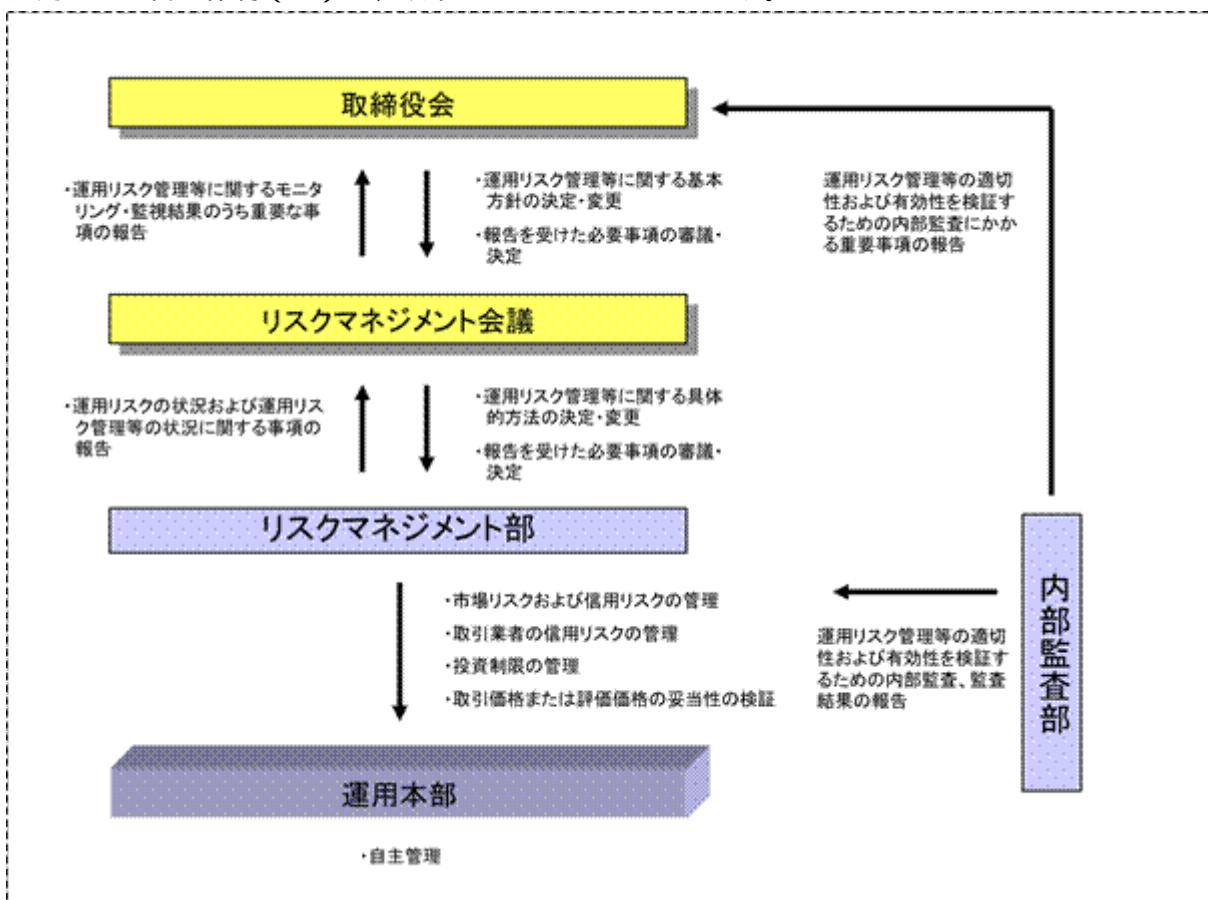 取締役会
・運用リスク管理等に関するモニ
タリング・監視結果のうち重要な事
項の報告
・運用リスク管理等に関する基本
方針の決定・変更
・報告を受けた必要事項の審議・
決定
運用リスク管理等の適切
性および有効性を検証す
るための内部監査にかか
る重要事項の報告
リスクマネジメント会議
・運用リスクの状況および運用リス
ク管理等の状況に関する事項の
報告
・運用リスク管理等に関する具体
的方法の決定・変更
・報告を受けた必要事項の審議・
決定
リスクマネジメント部
・市場リスクおよび信用リスクの管理
・取引業者の信用リスクの管理
・投資制限の管理
・取引価格または評価価格の妥当性の検証
運用リスク管理等の適切
性および有効性を検証す
るための内部監査、監査
結果の報告
内部監査部
運用本部
・自主管理